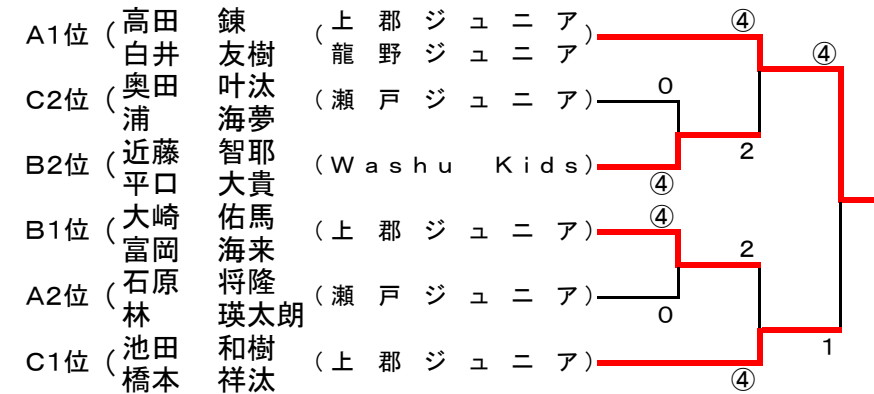 高田 錬
A1位 ( (上郡ジュニア)
白井 友樹 龍野ジュニア
④
④
奥田 叶汰
C2位 ( (瀬戸ジュニア)
浦 海夢
0
近藤 智耶
B2位 ( (Washu Kids)
平口 大貴
2
④
大崎 佑馬
B1位 ( (上郡ジュニア)
富岡 海来
④
2
石原 将隆
A2位 ( (瀬戸ジュニア)
林 瑛太朗
0
池田 和樹
C1位 ( (上郡ジュニア)
橋本 祥汰
1
④